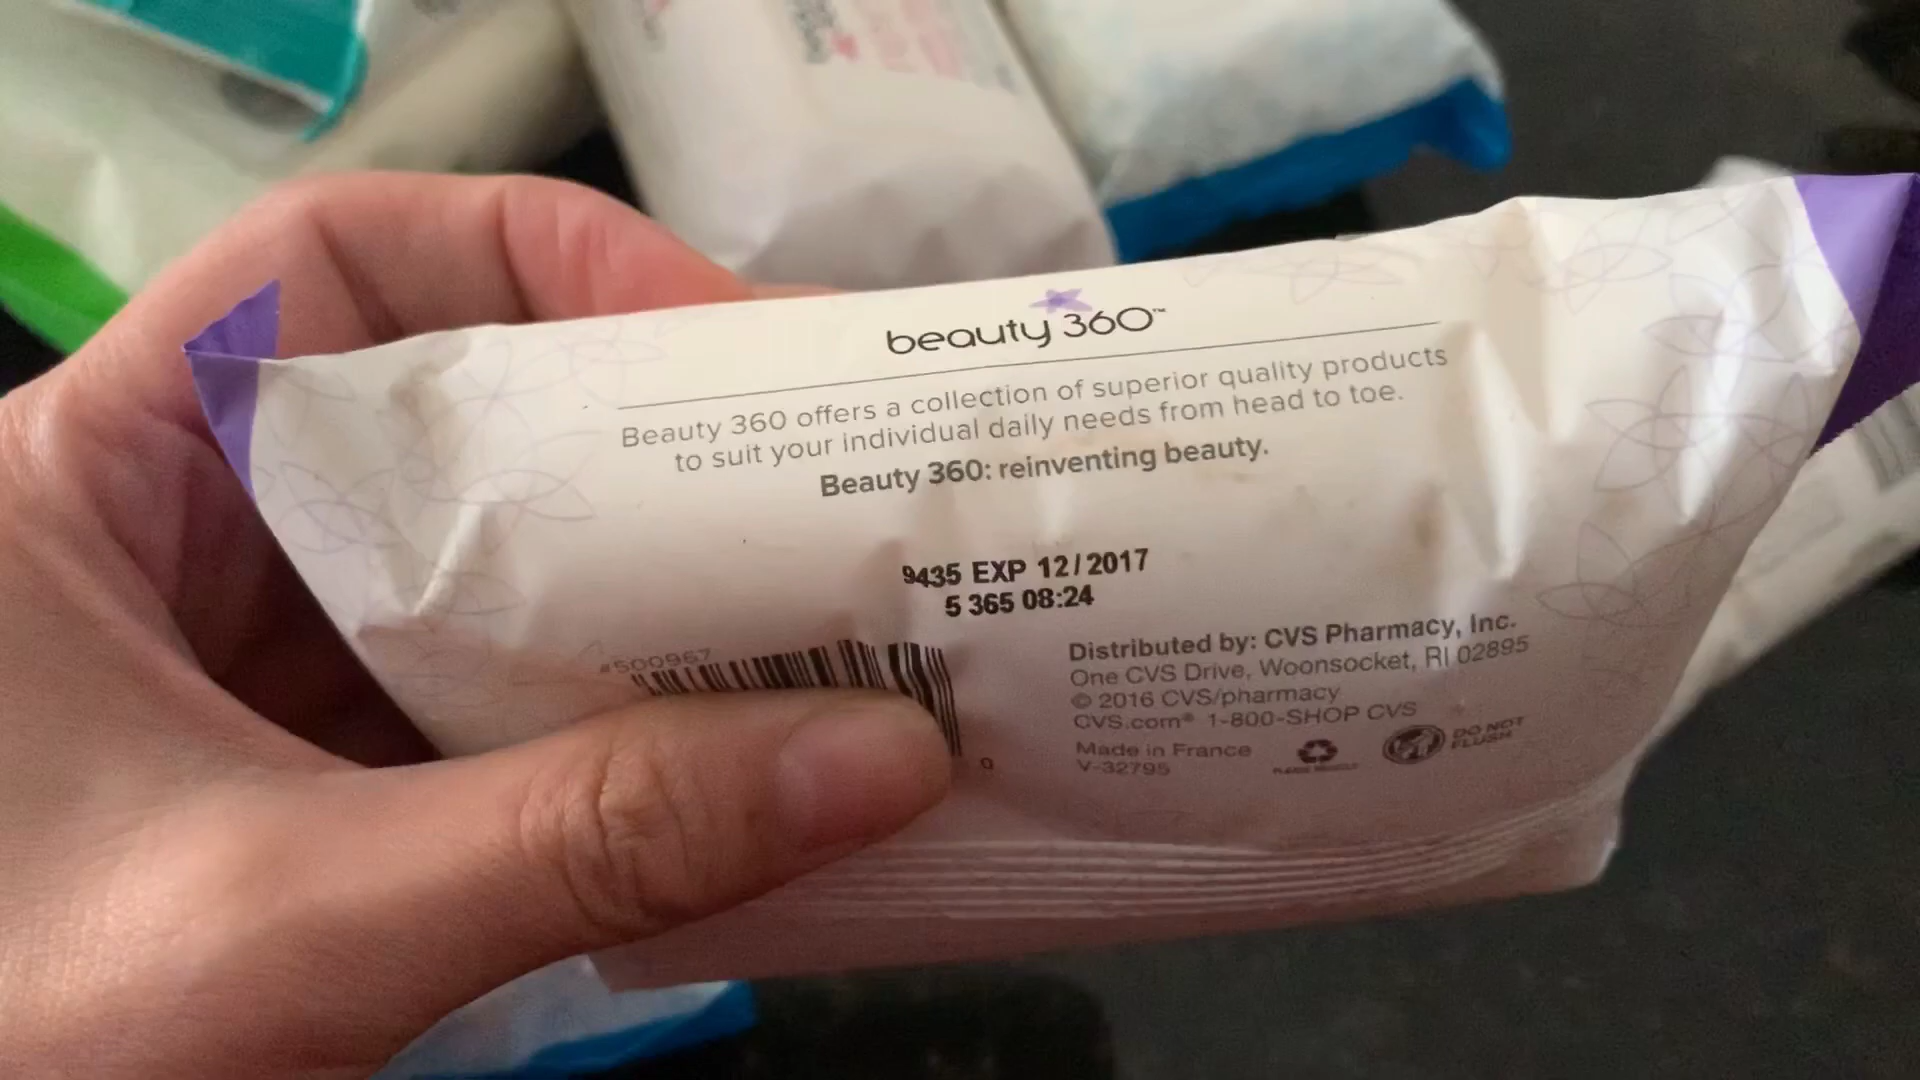 beauty 360™
Beauty 360 offers a collection of superior quality products
to suit your individual daily needs from head to toe.
Beauty 360: reinventing beauty.
9435 EXP 12/2017
5 365 08:24
#500967
Distributed by: CVS Pharmacy, Inc.
One CVS Drive, Woonsocket, RI 02895
© 2016 CVS/pharmacy
CVS.com® 1-800-SHOP CVS
Made in France
V-32795
DO NOT
FLUSH
0